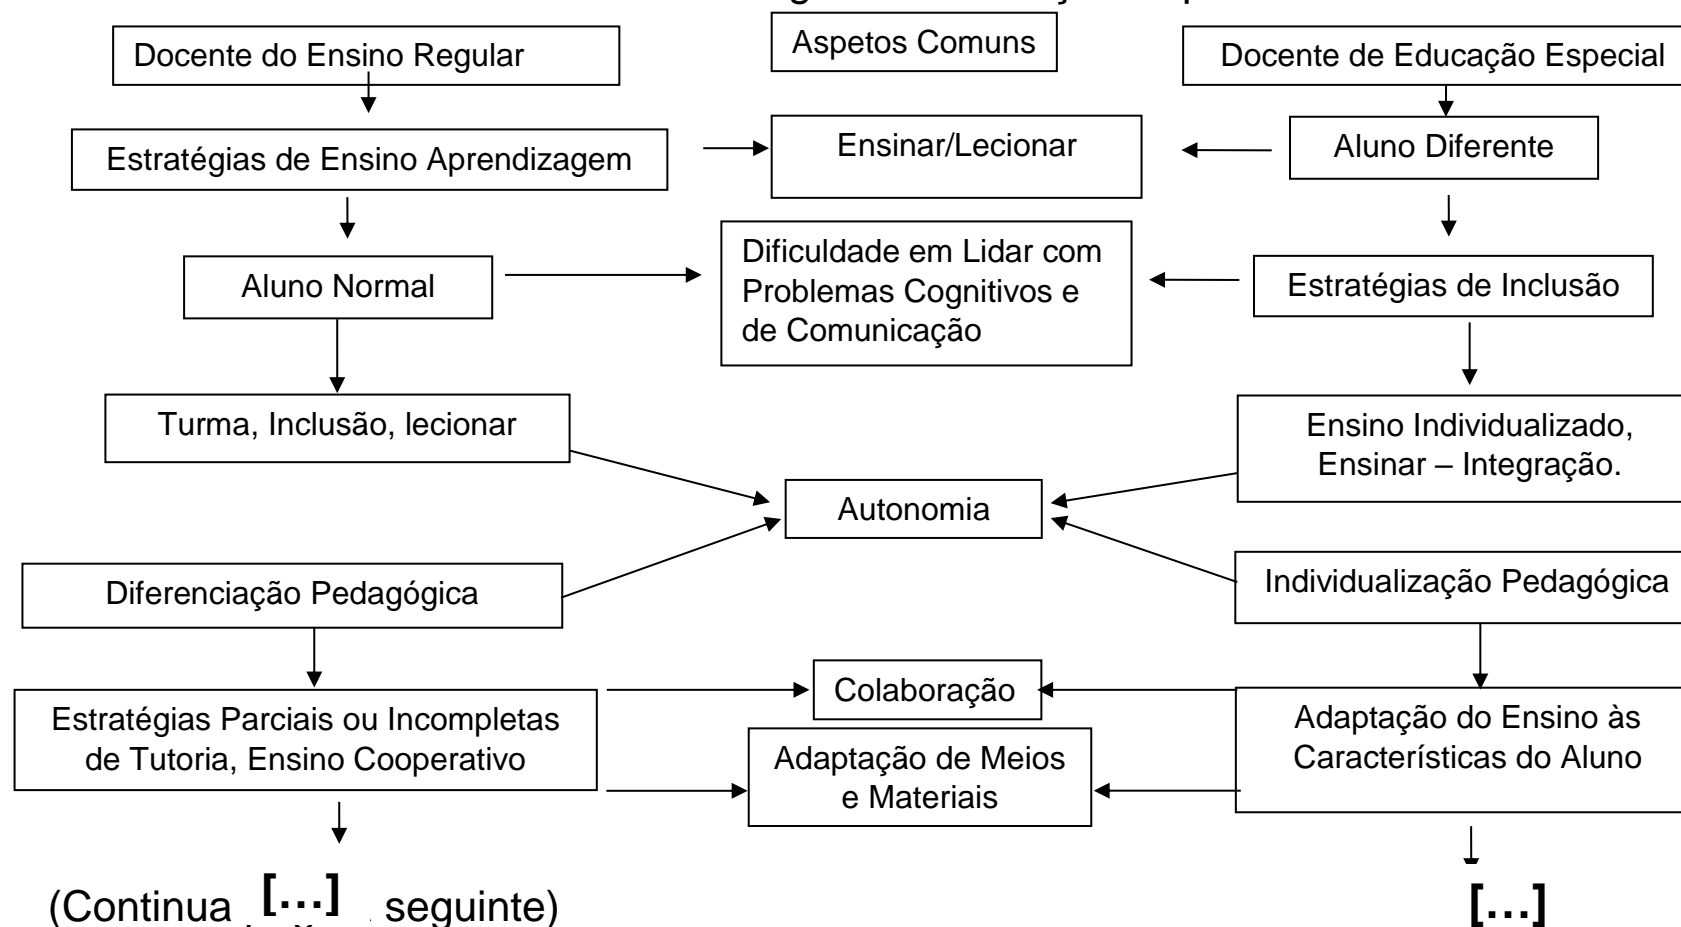 Docente do Ensino Regular
Aspetos Comuns
Docente de Educação Especial
Estratégias de Ensino Aprendizagem
Ensinar/Lecionar
Aluno Diferente
Aluno Normal
Dificuldade em Lidar com
Problemas Cognitivos e
de Comunicação
Estratégias de Inclusão
Turma, Inclusão, lecionar
Ensino Individualizado,
Ensinar – Integração.
Autonomia
Diferenciação Pedagógica
Individualização Pedagógica
Estratégias Parciais ou Incompletas
de Tutoria, Ensino Cooperativo
Colaboração
Adaptação de Meios
e Materiais
Adaptação do Ensino às
Características do Aluno
(Continua […] seguinte)
[…]